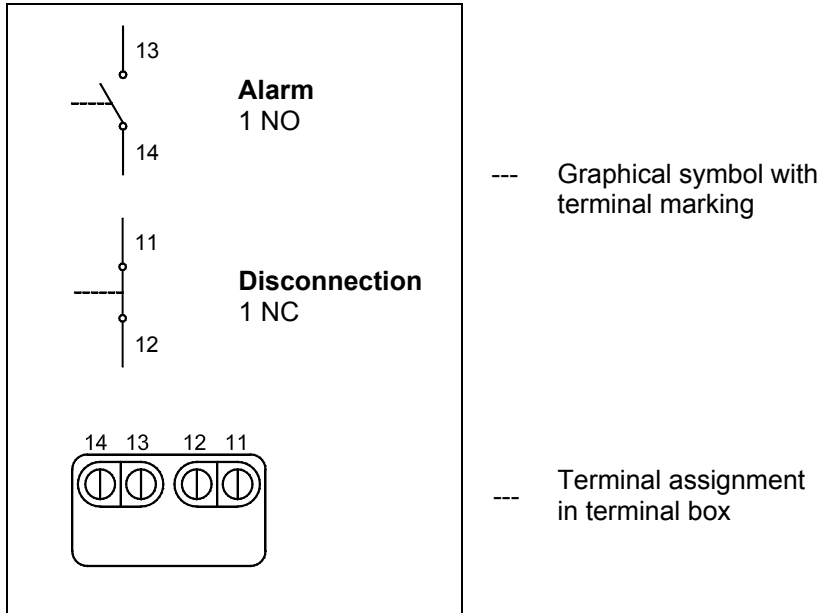 13
Alarm
1 NO
14
--- Graphical symbol with
terminal marking
11
Disconnection
1 NC
12
14 13 12 11
--- Terminal assignment
in terminal box